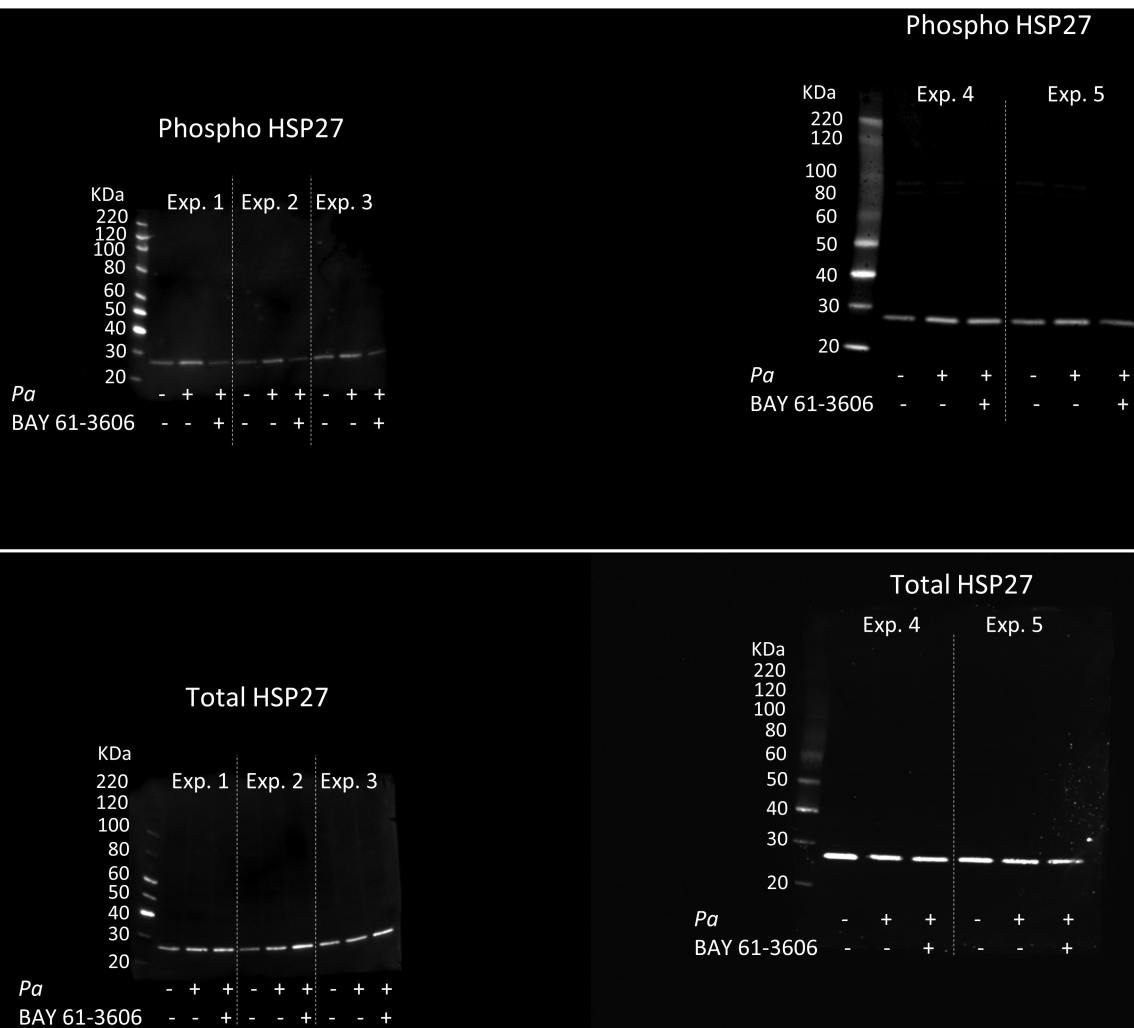 Phospho HSP27
KDa
Exp. 1 Exp. 2 Exp. 3
220
120
100
80
60
50
40
30
20
Pa - + + - + + - + +
BAY 61-3606 - - + - - + - - +
Phospho HSP27
KDa
Exp. 4 Exp. 5
220
120
100
80
60
50
40
30
20
Pa - + + - + +
BAY 61-3606 - - + - - +
Total HSP27
KDa
Exp. 1 Exp. 2 Exp. 3
220
120
100
80
60
50
40
30
20
Pa - + + - + + - + +
BAY 61-3606 - - + - - + - - +
Total HSP27
Exp. 4 Exp. 5
KDa
220
120
100
80
60
50
40
30
20
Pa - + + - + +
BAY 61-3606 - - + - - +